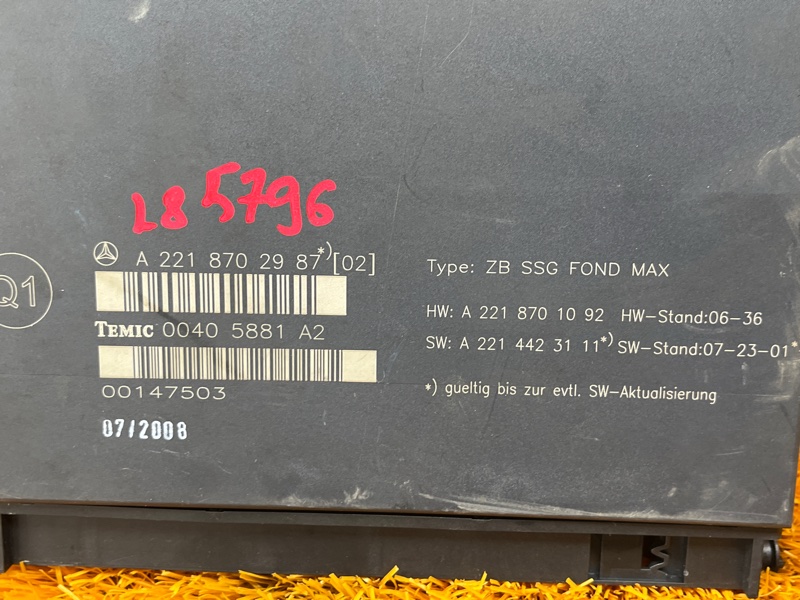 L85796
A 221 870 29 87*)[02]
Type: ZB SSG FOND MAX
Q1
HW: A 221 870 10 92 HW-Stand:06-36
TEMIC 0040 5881 A2
SW: A 221 442 31 11*) SW-Stand:07-23-01*
00147503
*) gueltig bis zur evtl. SW-Aktualisierung
07/2008